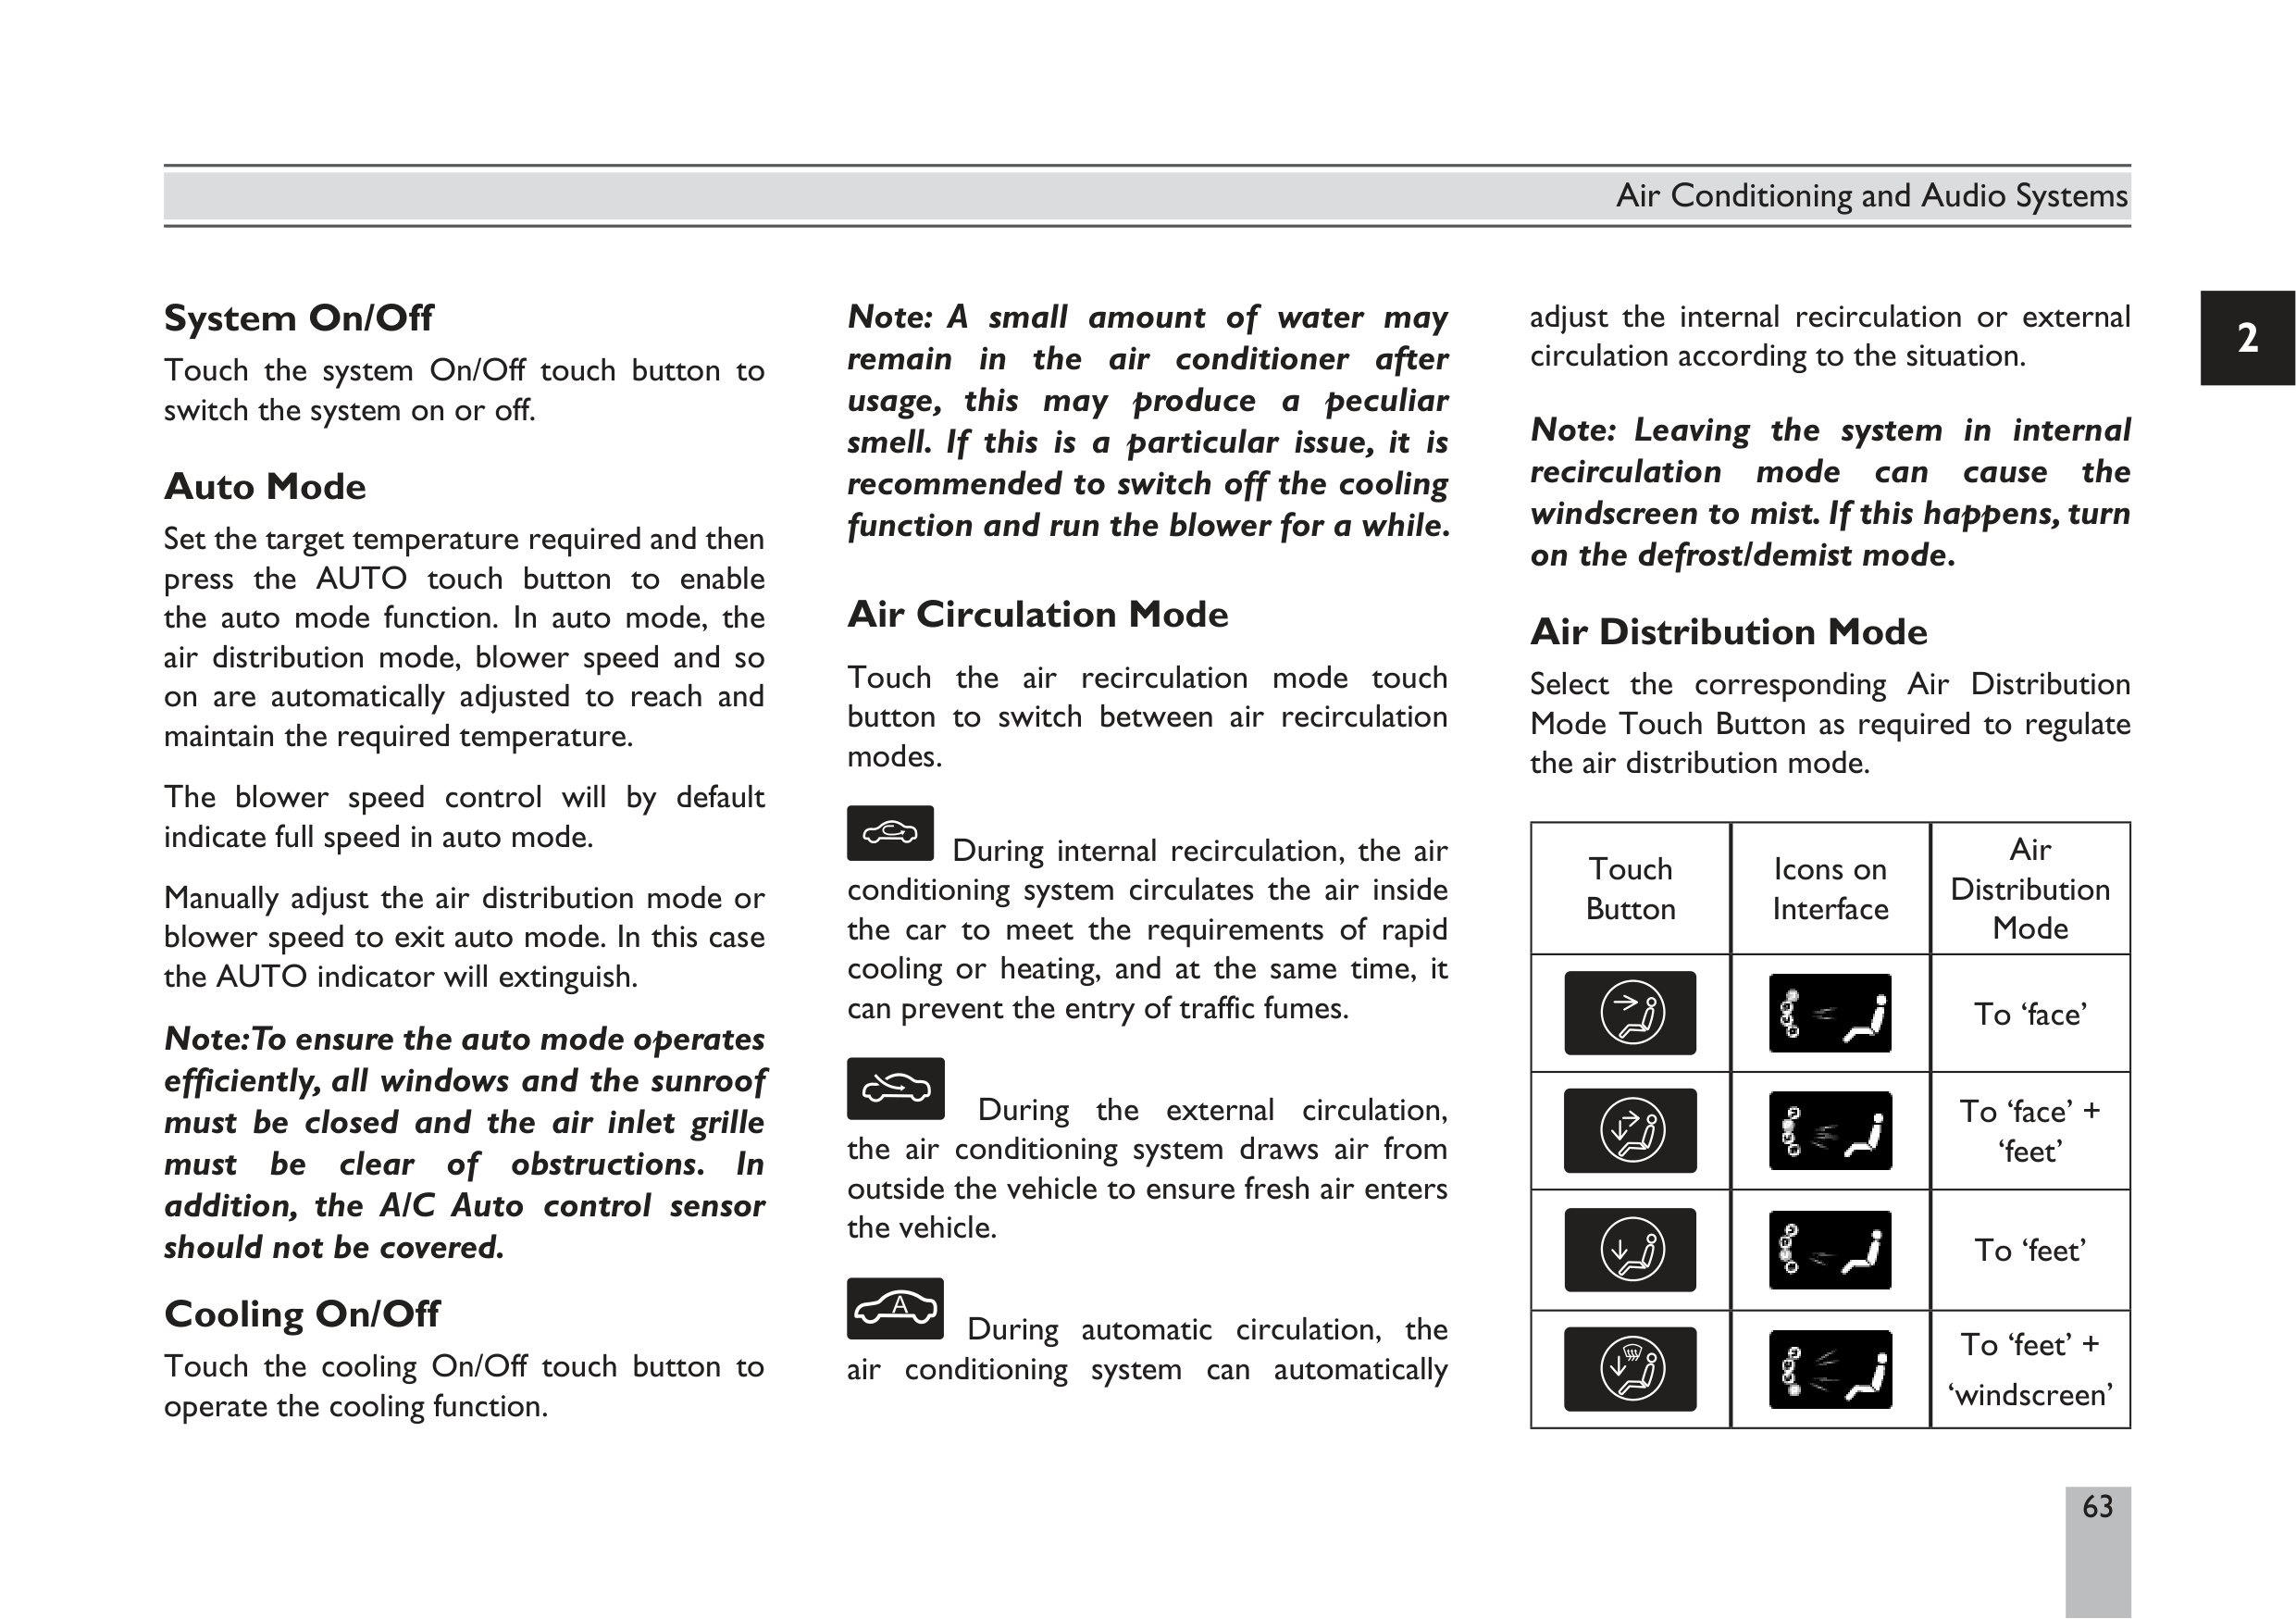 Air Conditioning and Audio Systems
2
System On/Off
Touch the system On/Off touch button to
switch the system on or off.
Auto Mode
Set the target temperature required and then
press the AUTO touch button to enable
the auto mode function. In auto mode, the
air distribution mode, blower speed and so
on are automatically adjusted to reach and
maintain the required temperature.
The blower speed control will by default
indicate full speed in auto mode.
Manually adjust the air distribution mode or
blower speed to exit auto mode. In this case
the AUTO indicator will extinguish.
Note:To ensure the auto mode operates
efficiently, all windows and the sunroof
must be closed and the air inlet grille
must be clear of obstructions. In
addition, the A/C Auto control sensor
should not be covered.
Cooling On/Off
Touch the cooling On/Off touch button to
operate the cooling function.
Note: A small amount of water may
remain in the air conditioner after
usage, this may produce a peculiar
smell. If this is a particular issue, it is
recommended to switch off the cooling
function and run the blower for a while.
Air Circulation Mode
Touch the air recirculation mode touch
button to switch between air recirculation
modes.
During internal recirculation, the air
conditioning system circulates the air inside
the car to meet the requirements of rapid
cooling or heating, and at the same time, it
can prevent the entry of traffic fumes.
During the external circulation,
the air conditioning system draws air from
outside the vehicle to ensure fresh air enters
the vehicle.
A During automatic circulation, the
air conditioning system can automatically
adjust the internal recirculation or external
circulation according to the situation.
Note: Leaving the system in internal
recirculation mode can cause the
windscreen to mist. If this happens, turn
on the defrost/demist mode.
Air Distribution Mode
Select the corresponding Air Distribution
Mode Touch Button as required to regulate
the air distribution mode.
Touch
Button
Icons on
Interface
Air
Distribution
Mode
To ‘face’
To ‘face’ +
‘feet’
To ‘feet’
To ‘feet’ +
‘windscreen’
63